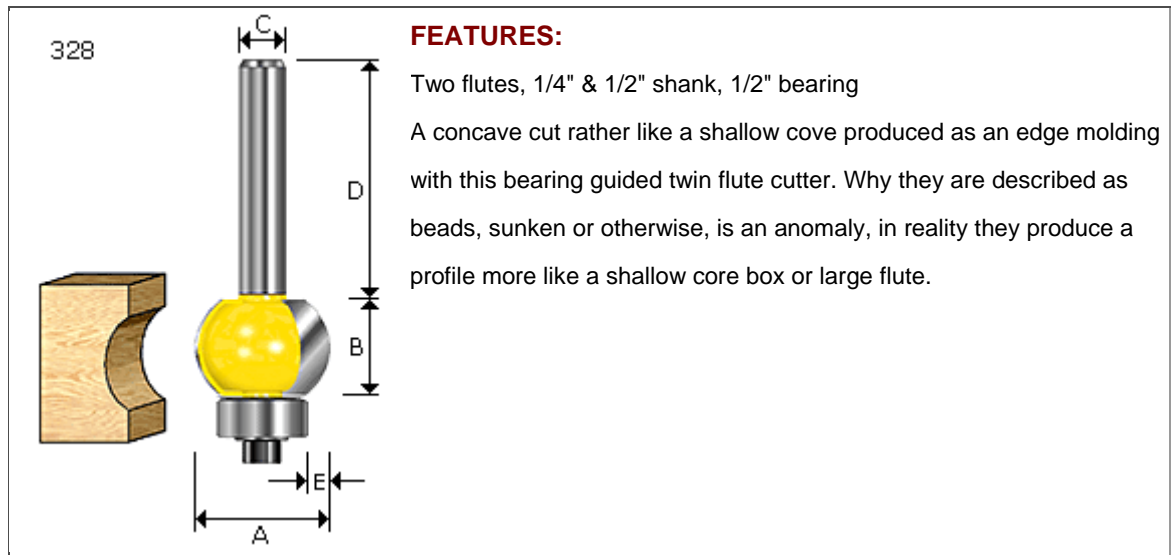 328
C
D
B
E
A
FEATURES:
Two flutes, 1/4" & 1/2" shank, 1/2" bearing
A concave cut rather like a shallow cove produced as an edge molding
with this bearing guided twin flute cutter. Why they are described as
beads, sunken or otherwise, is an anomaly, in reality they produce a
profile more like a shallow core box or large flute.